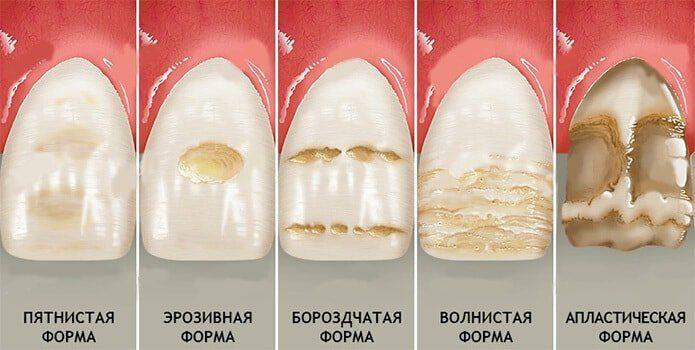 ПЯТНИСТАЯ
ФОРМА
ЭРОЗИВНАЯ
ФОРМА
БОРОЗДЧАТАЯ
ФОРМА
ВОЛНИСТАЯ
ФОРМА
АПЛАСТИЧЕСКАЯ
ФОРМА